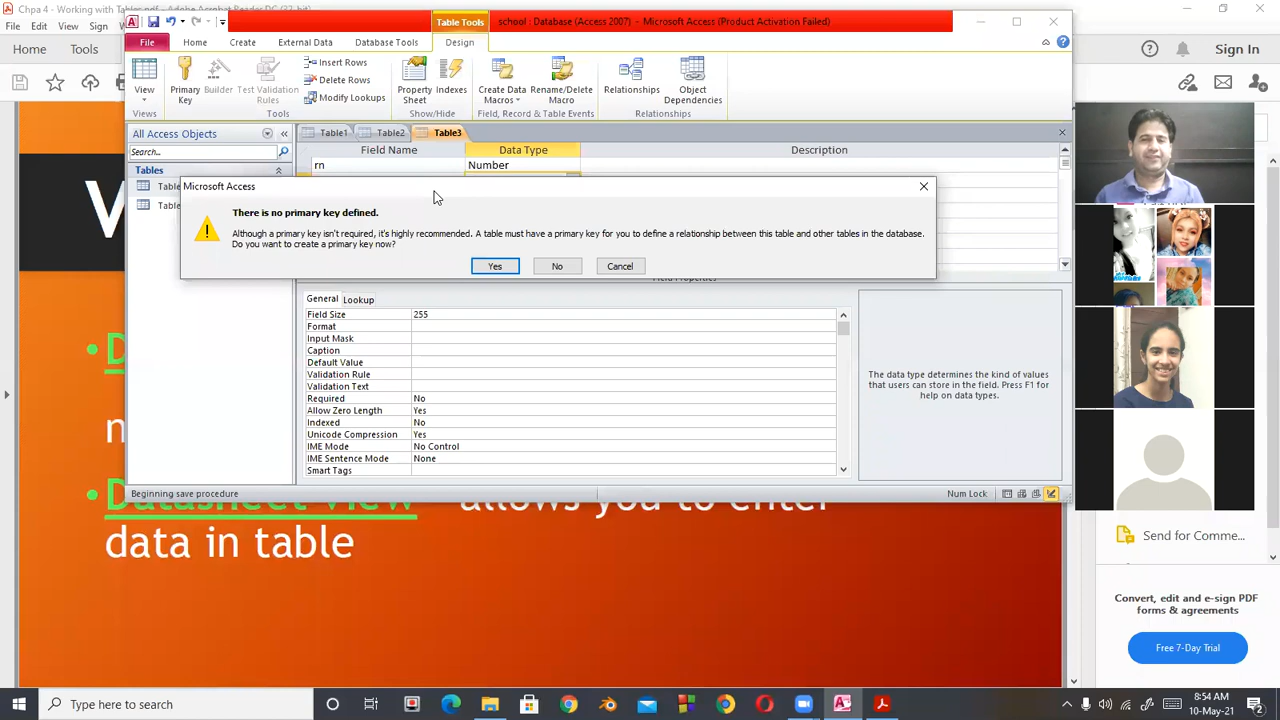 Chpa 4 - Working with Tables.pdf - Adobe Acrobat Reader DC (32-bit)
File Edit View Sign
Home Tools
Sign In
Table Tools
school : Database (Access 2007) - Microsoft Access (Product Activation Failed)
File Home Create External Data Database Tools Design
View
Primary Key
Builder
Test Validation Rules
Insert Rows
Delete Rows
Modify Lookups
Property Sheet
Indexes
Create Data Macros
Rename/Delete Macro
Relationships
Object Dependencies
Views Tools Show/Hide Field, Record & Table Events Relationships
All Access Objects
Search...
Tables
Table
Table
Table1 Table2 Table3
Field Name Data Type Description
rn Number
Microsoft Access
There is no primary key defined.
Although a primary key isn't required, it's highly recommended. A table must have a primary key for you to define a relationship between this table and other tables in the database.
Do you want to create a primary key now?
Yes No Cancel
General Lookup
Field Size 255
Format
Input Mask
Caption
Default Value
Validation Rule
Validation Text
Required No
Allow Zero Length Yes
Indexed No
Unicode Compression Yes
IME Mode No Control
IME Sentence Mode None
Smart Tags
The data type determines the kind of values
that users can store in the field. Press F1 for
help on data types.
Beginning save procedure
Num Lock
Datasheet View allows you to enter
data in table
Send for Comme...
Convert, edit and e-sign PDF
forms & agreements
Free 7-Day Trial
Type here to search
8:54 AM
10-May-21